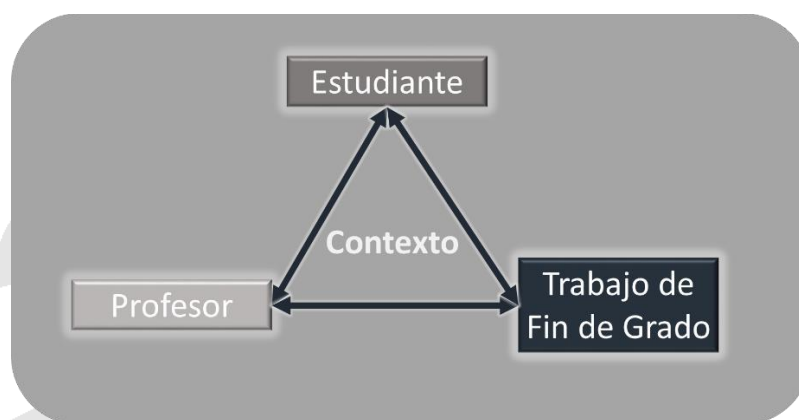 Estudiante
Contexto
Profesor
Trabajo de
Fin de Grado